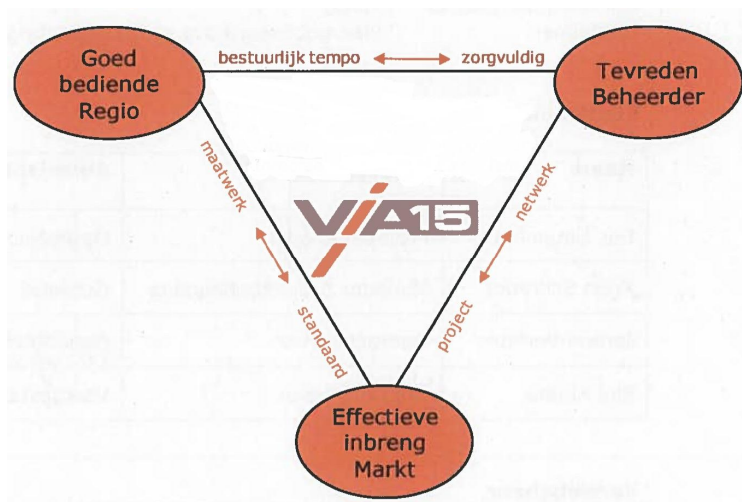 Goed
bediende
Regio
bestuurlijk tempo
zorgvuldig
Tevreden
Beheerder
maatwerk
standaard
VIA15
netwerk
project
Effectieve
inbreng
Markt